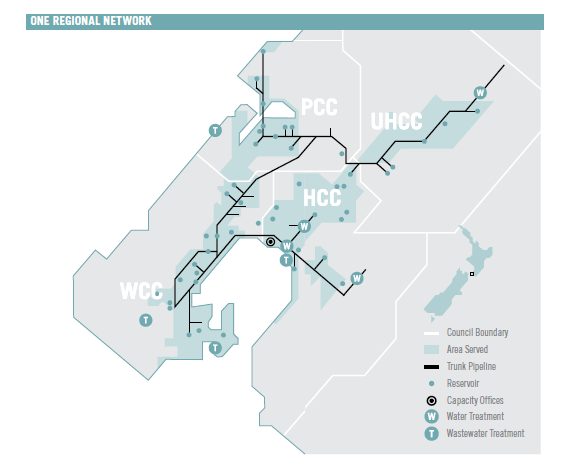 ONE REGIONAL NETWORK
PCC
UHCC
W
T
HCC
W
W
T
W
WCC
T
T
Council Boundary
Area Served
Trunk Pipeline
Reservoir
Capacity Offices
W Water Treatment
T Wastewater Treatment